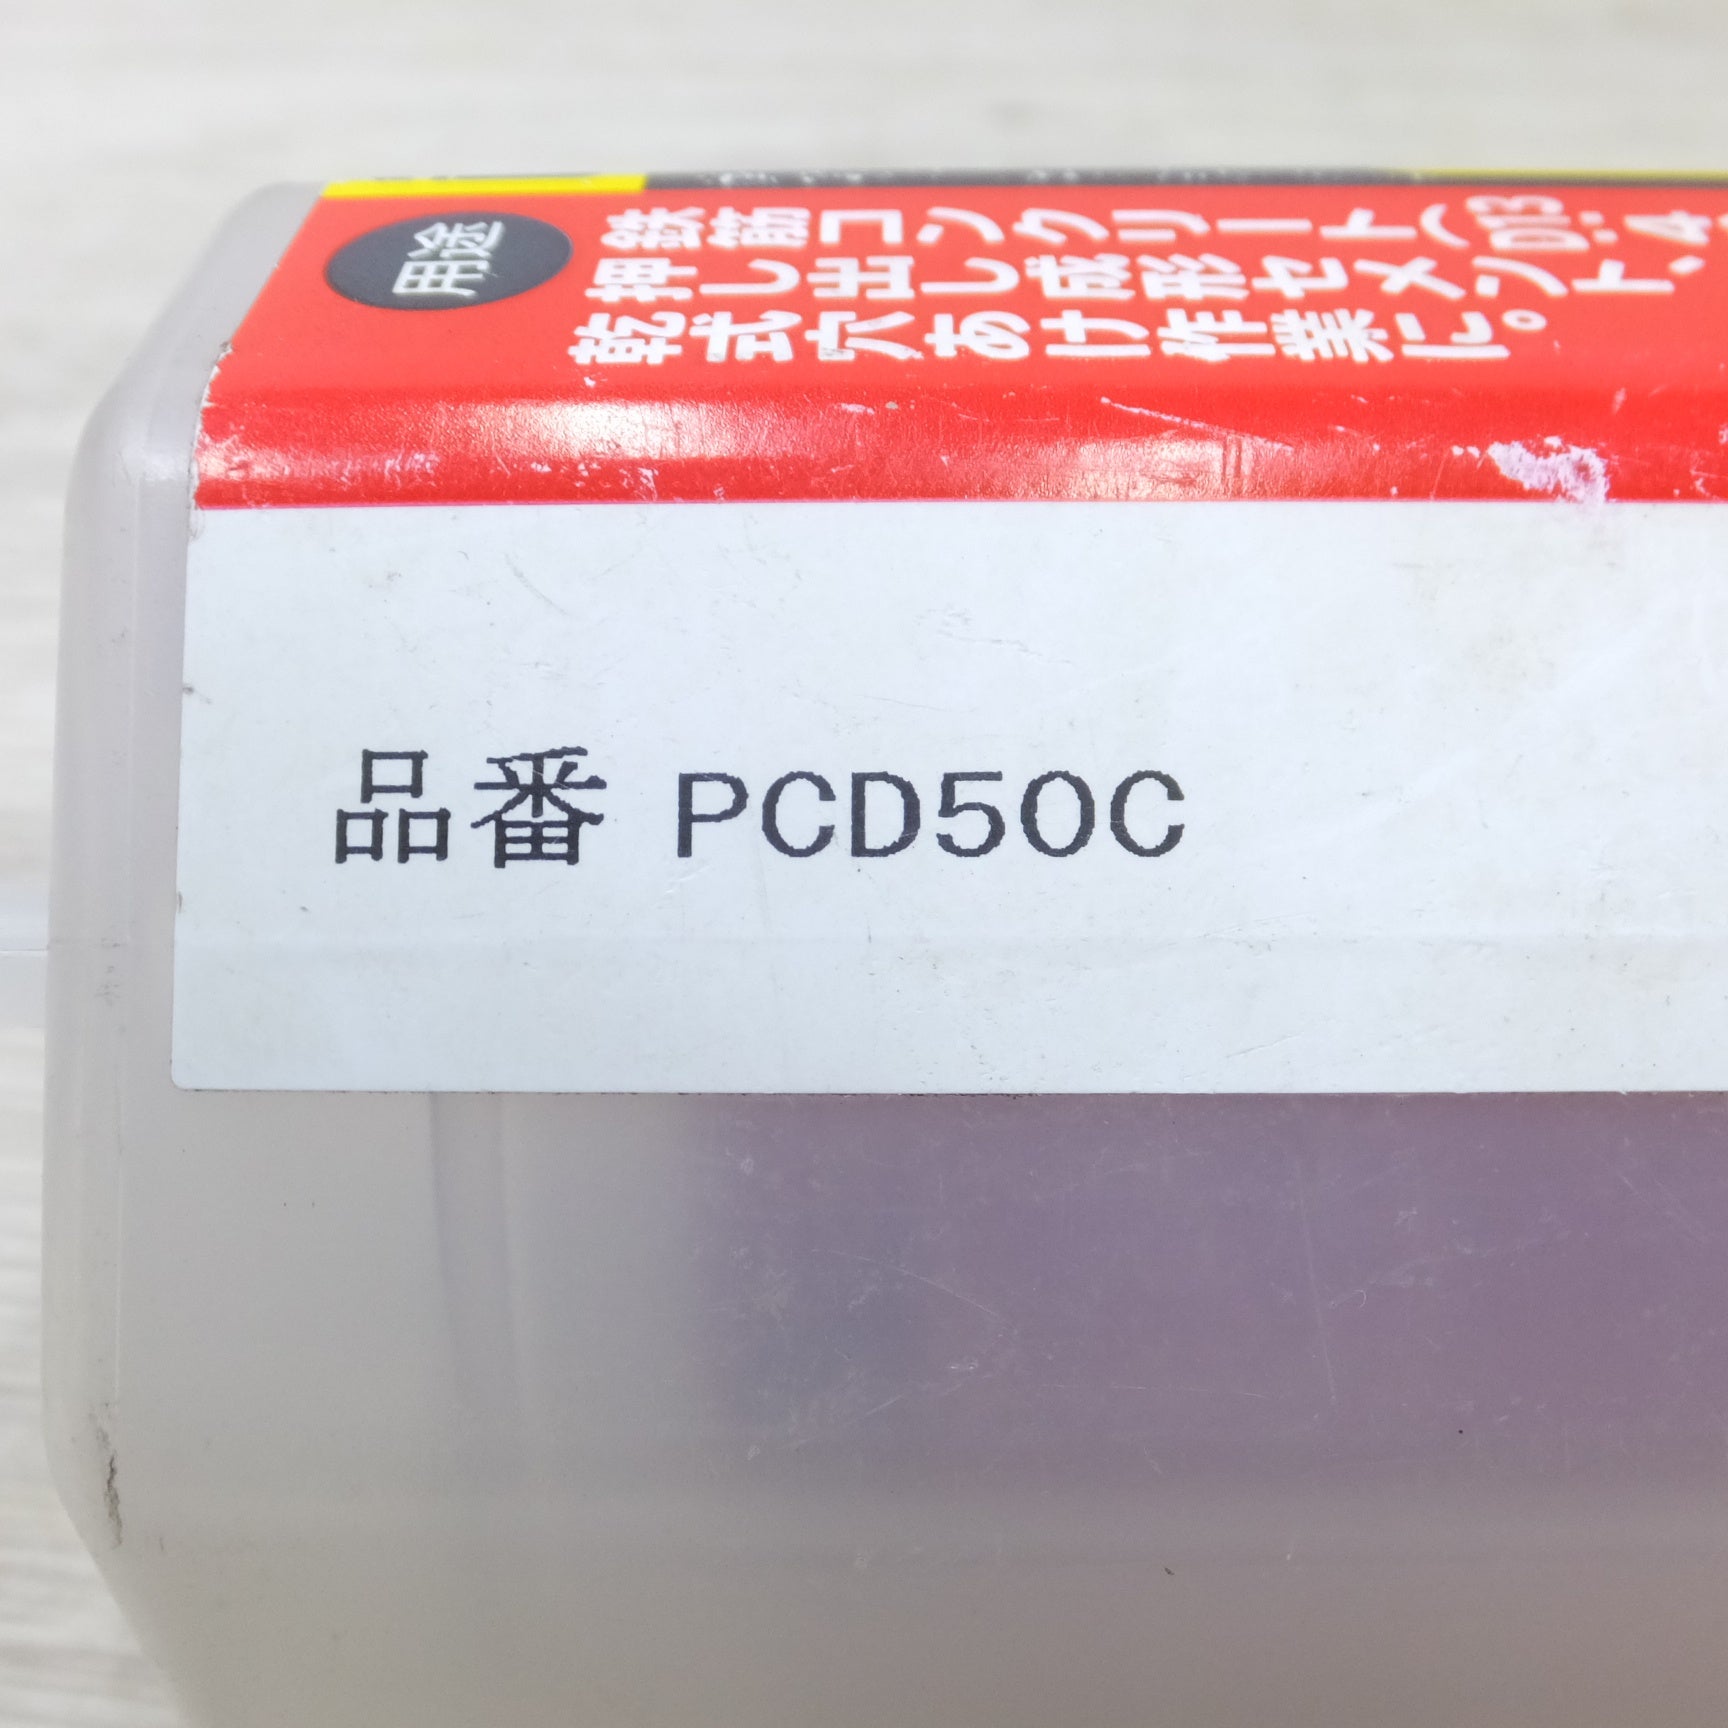 用途
鉄筋コンクリート(D13:4
押し出し成形セメント、
乾式穴あけ作業に。
品番 PCD50C